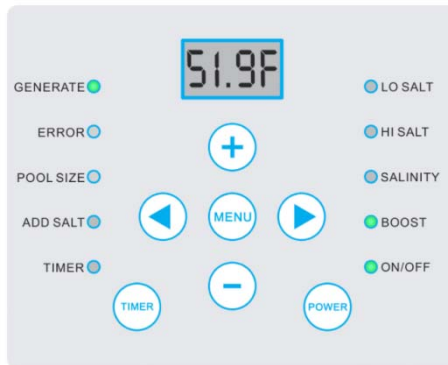 51.9F
GENERATE
ERROR
POOL SIZE
ADD SALT
TIMER
LO SALT
HI SALT
SALINITY
BOOST
ON/OFF
+
MENU
−
TIMER
POWER